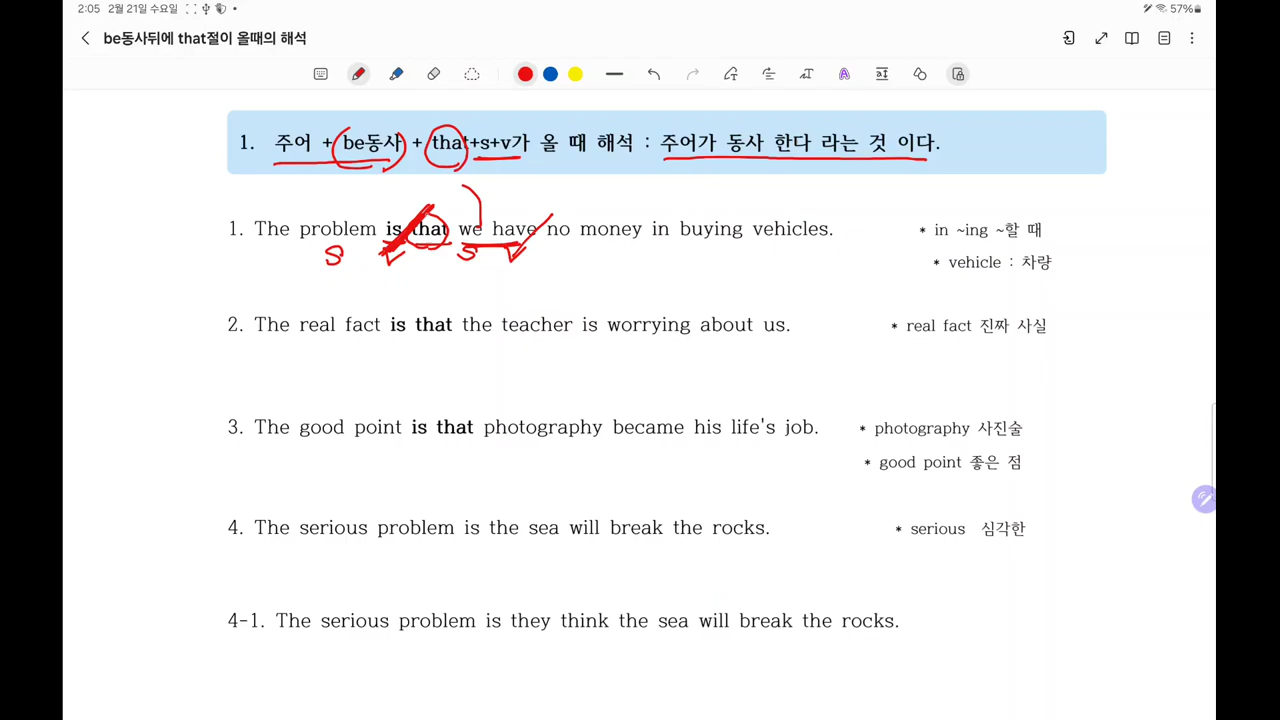 2:05 2월 21일 수요일 57%
be동사뒤에 that절이 올때의 해석
1. 주어 + be동사 + that+s+v가 올 때 해석 : 주어가 동사 한다 라는 것 이다.
1. The problem is that we have no money in buying vehicles. * in ~ing ~할 때
S V S V * vehicle : 차량
2. The real fact is that the teacher is worrying about us. * real fact 진짜 사실
3. The good point is that photography became his life's job. * photography 사진술
* good point 좋은 점
4. The serious problem is the sea will break the rocks. * serious 심각한
4-1. The serious problem is they think the sea will break the rocks.